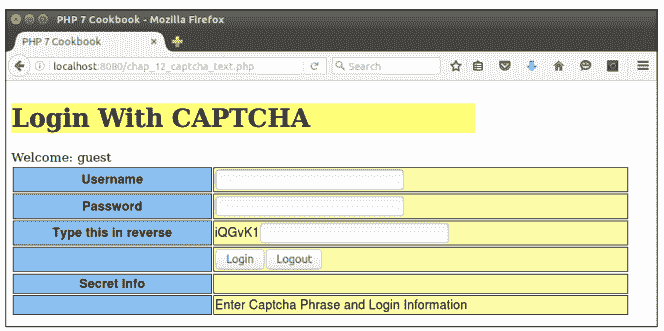 PHP 7 Cookbook - Mozilla Firefox
PHP 7 Cookbook
localhost:8080/chap_12_captcha_text.php
Search
Login With CAPTCHA
Welcome: guest
Username
Password
Type this in reverse iQGvK1
Login Logout
Secret Info
Enter Captcha Phrase and Login Information